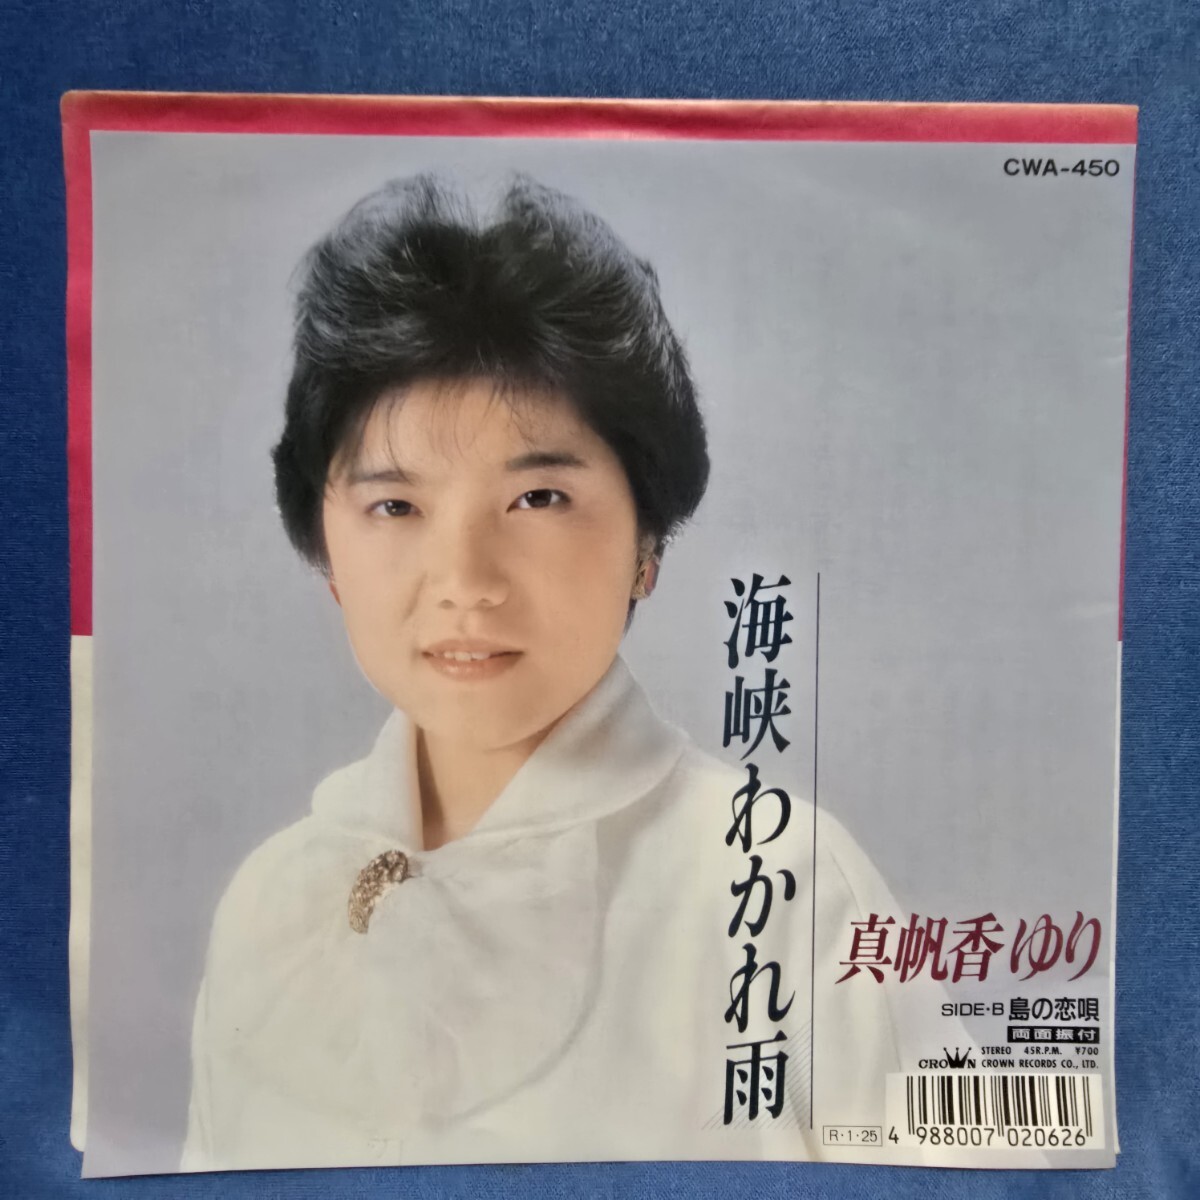 CWA-450
海峡わかれ雨
真帆香ゆり
SIDE・B 島の恋唄
両面振付
CROWN STEREO 45R.P.M. ¥700
CROWN RECORDS CO., LTD.
R・1・25
4 988007 020626